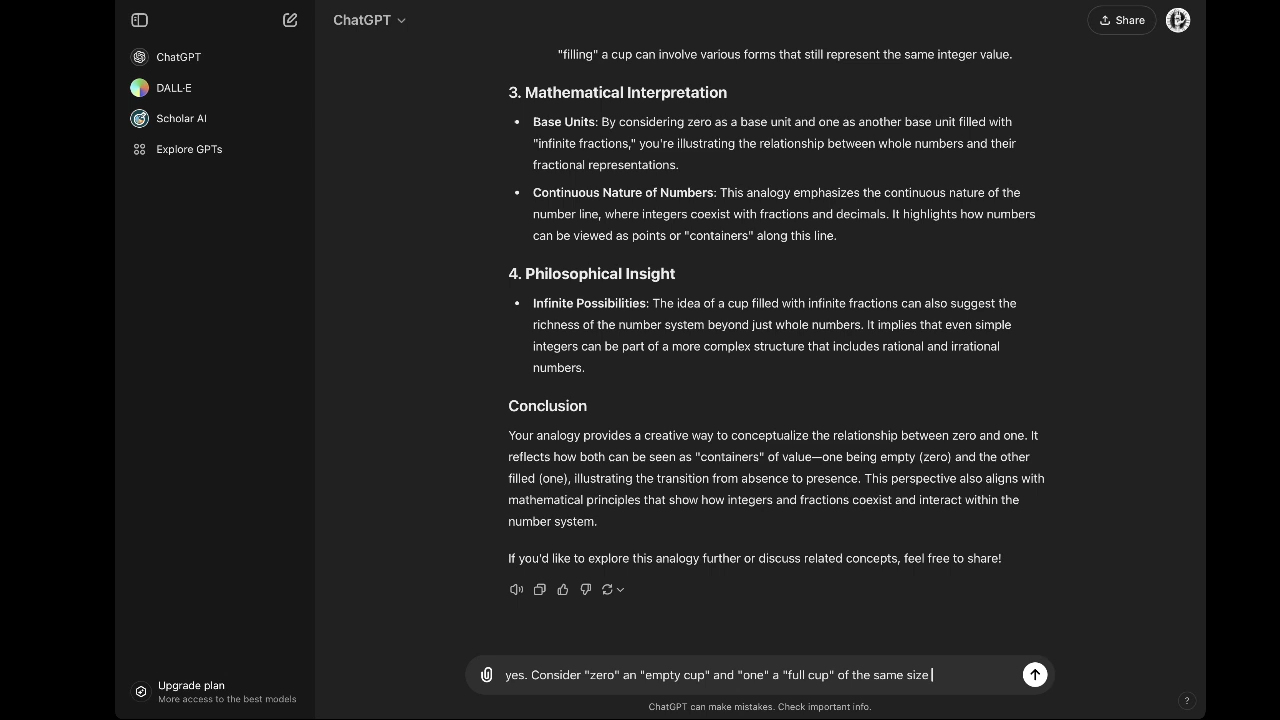 ChatGPT
Share
ChatGPT
DALL·E
Scholar AI
Explore GPTs
"filling" a cup can involve various forms that still represent the same integer value.
3. Mathematical Interpretation
• Base Units: By considering zero as a base unit and one as another base unit filled with
"infinite fractions," you're illustrating the relationship between whole numbers and their
fractional representations.
• Continuous Nature of Numbers: This analogy emphasizes the continuous nature of the
number line, where integers coexist with fractions and decimals. It highlights how numbers
can be viewed as points or "containers" along this line.
4. Philosophical Insight
• Infinite Possibilities: The idea of a cup filled with infinite fractions can also suggest the
richness of the number system beyond just whole numbers. It implies that even simple
integers can be part of a more complex structure that includes rational and irrational
numbers.
Conclusion
Your analogy provides a creative way to conceptualize the relationship between zero and one. It
reflects how both can be seen as "containers" of value—one being empty (zero) and the other
filled (one), illustrating the transition from absence to presence. This perspective also aligns with
mathematical principles that show how integers and fractions coexist and interact within the
number system.
If you'd like to explore this analogy further or discuss related concepts, feel free to share!
yes. Consider "zero" an "empty cup" and "one" a "full cup" of the same size
Upgrade plan
More access to the best models
ChatGPT can make mistakes. Check important info.
?